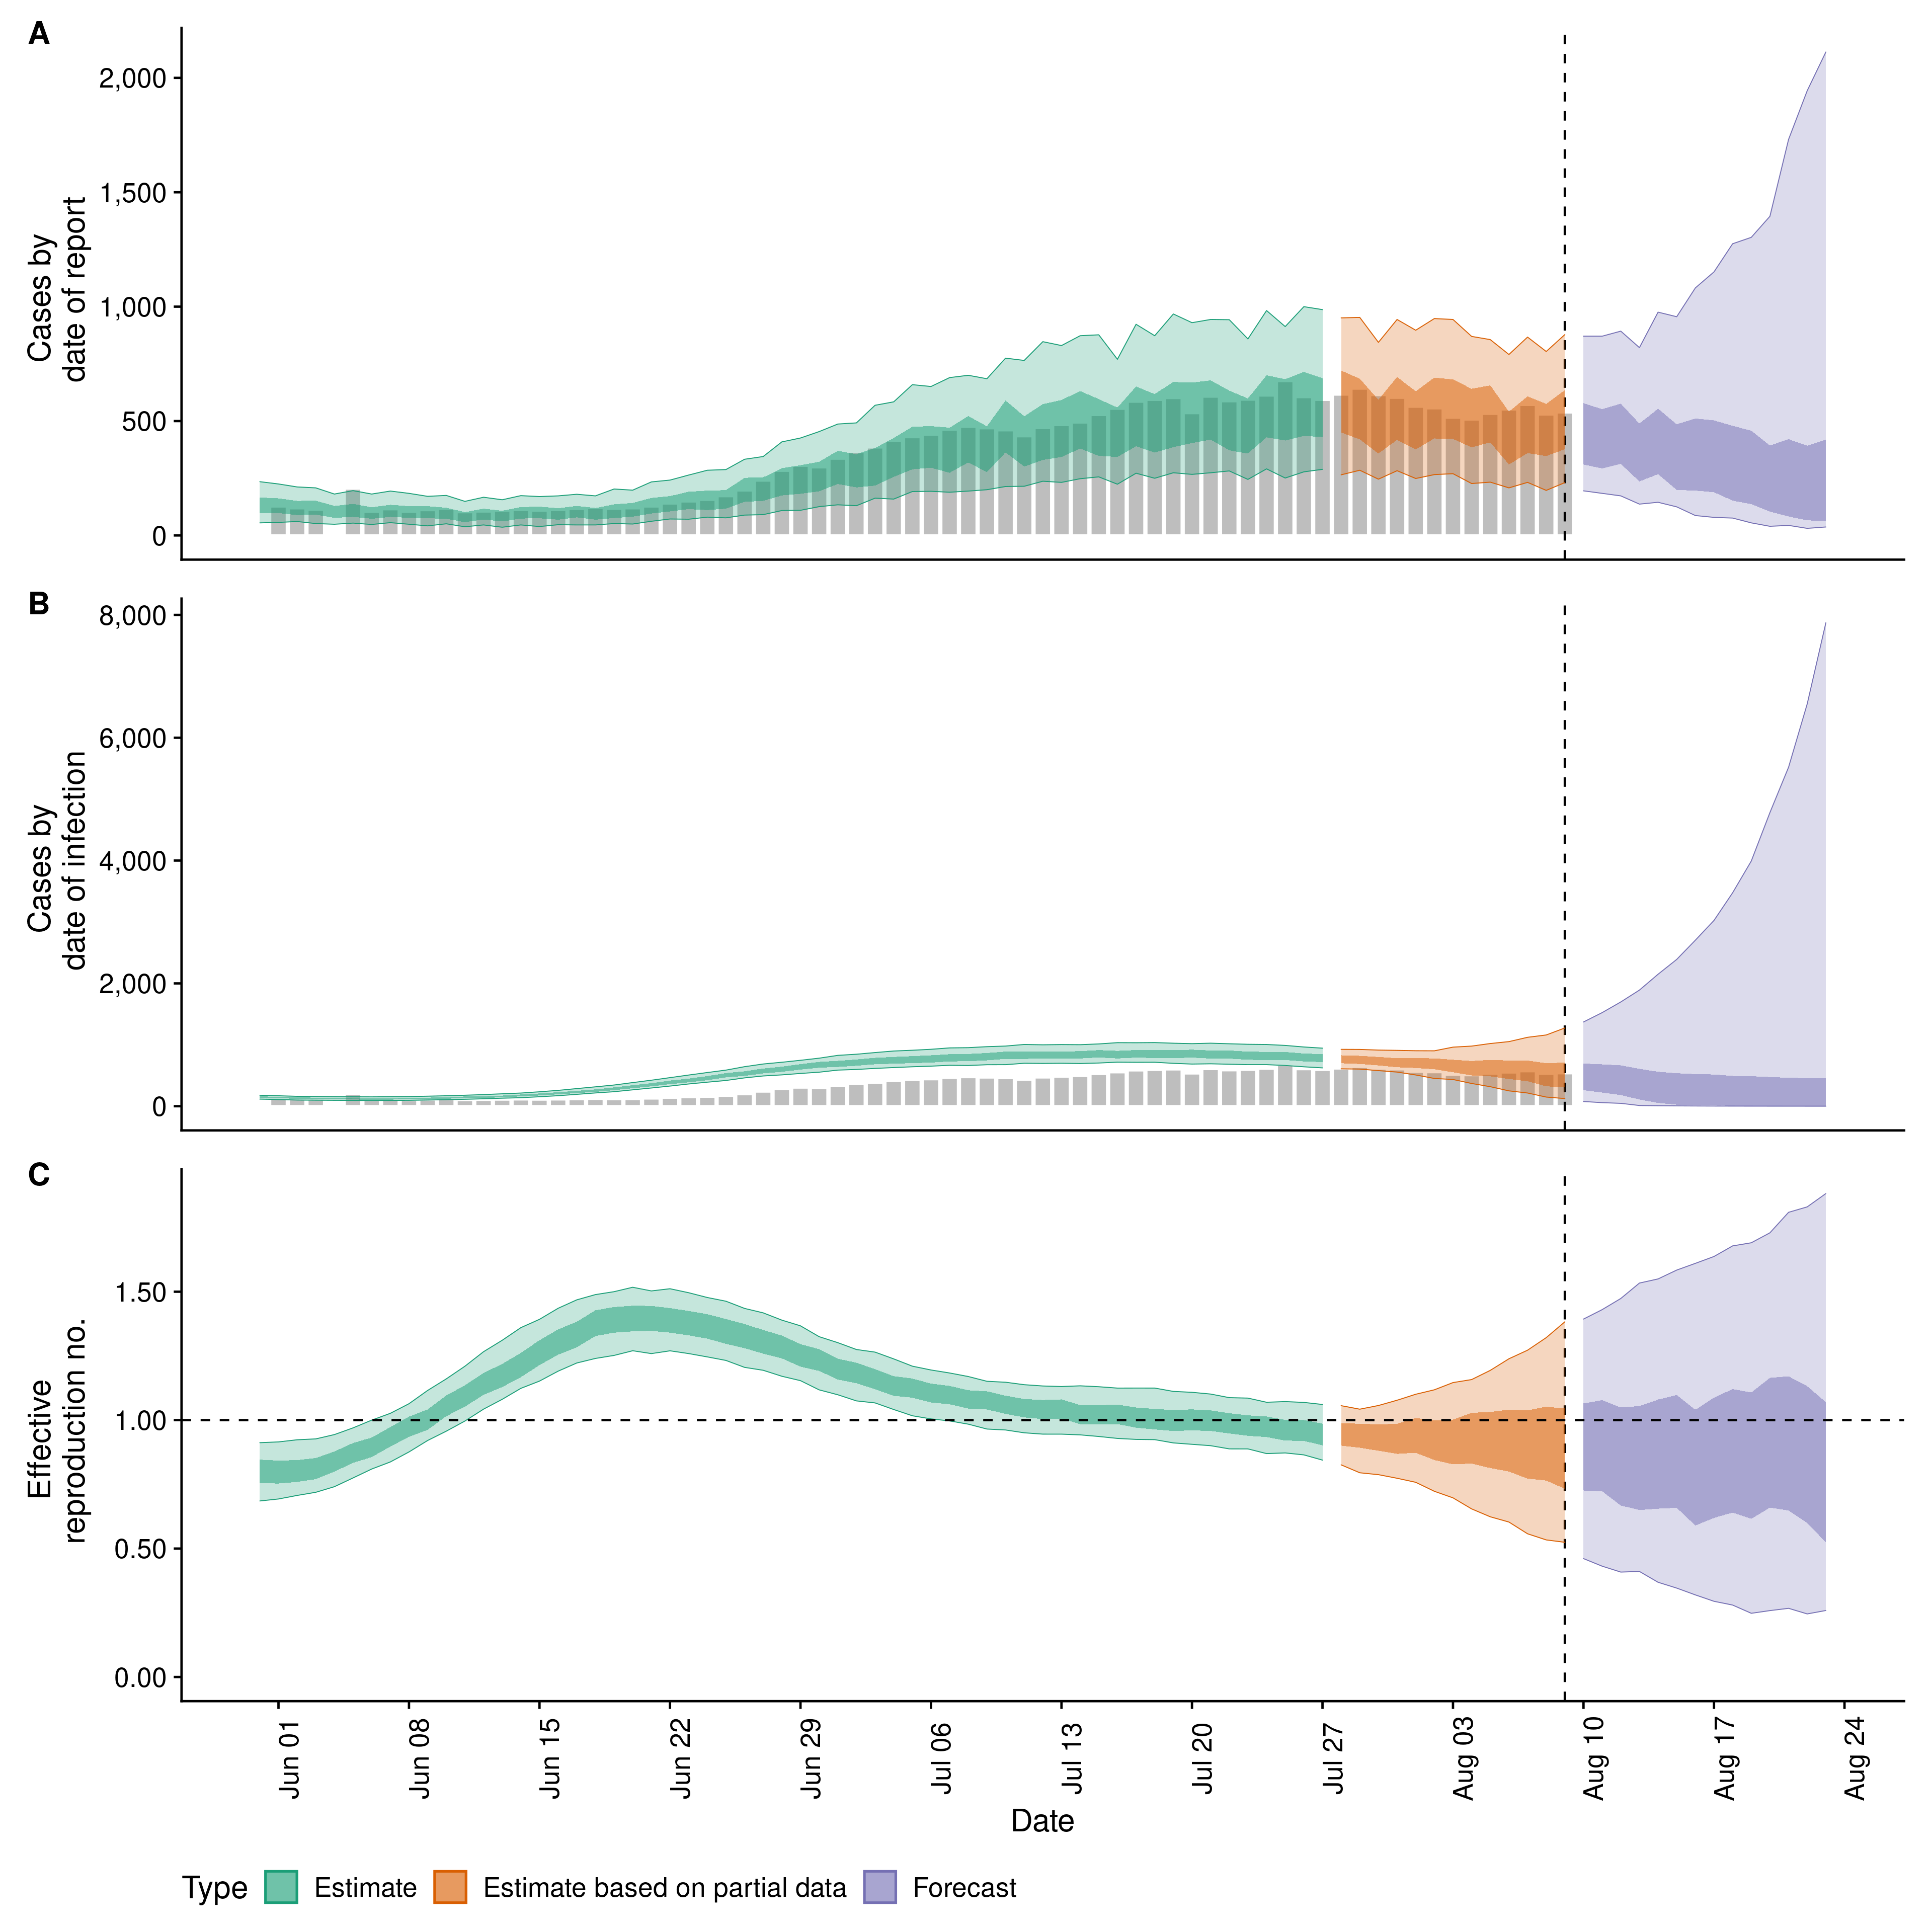 A
Cases by
date of report
2,000
1,500
1,000
500
0
B
Cases by
date of infection
8,000
6,000
4,000
2,000
0
C
Effective
reproduction no.
1.50
1.00
0.50
0.00
Jun 01
Jun 08
Jun 15
Jun 22
Jun 29
Jul 06
Jul 13
Jul 20
Jul 27
Aug 03
Aug 10
Aug 17
Aug 24
Date
Type Estimate Estimate based on partial data Forecast